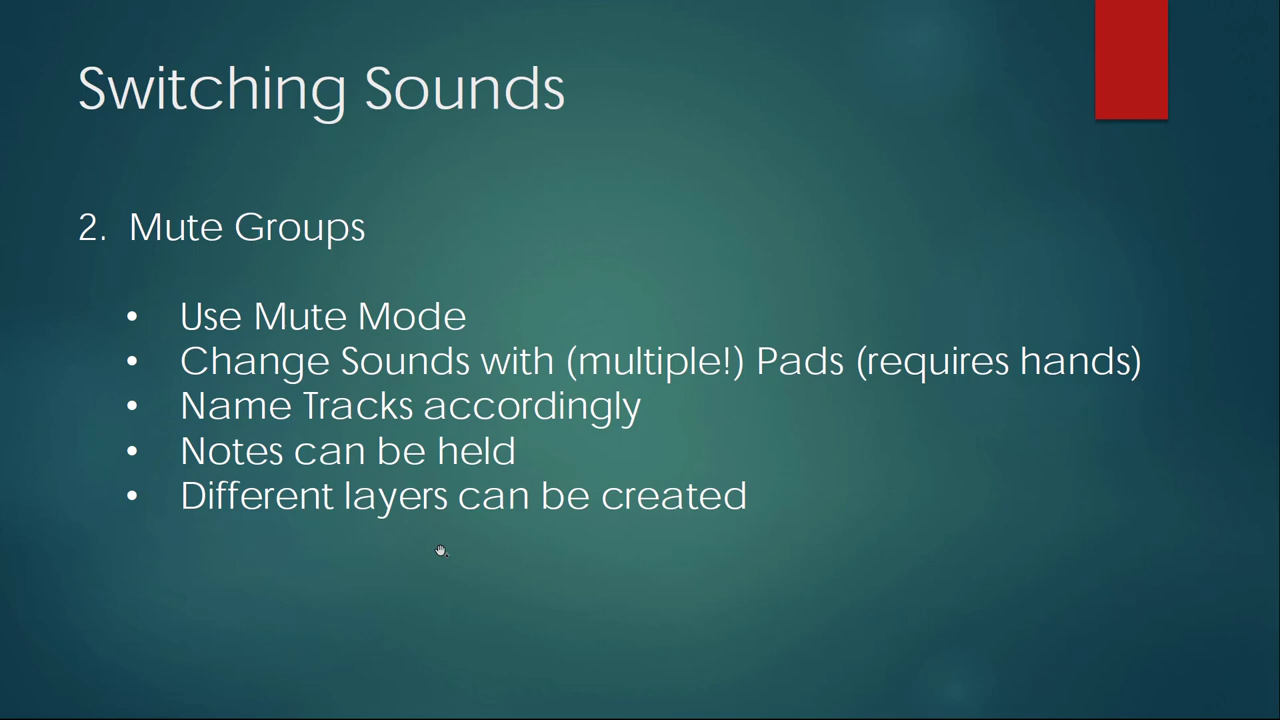 Switching Sounds
2. Mute Groups
• Use Mute Mode
• Change Sounds with (multiple!) Pads (requires hands)
• Name Tracks accordingly
• Notes can be held
• Different layers can be created